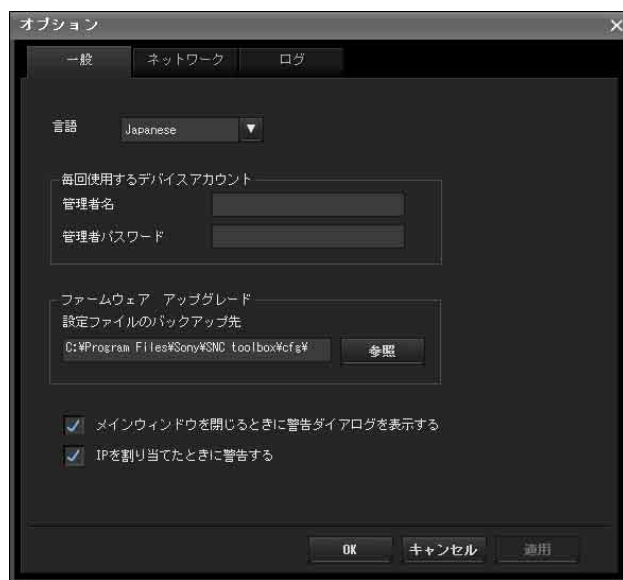 オプション
一般 ネットワーク ログ
言語 Japanese
毎回使用するデバイスアカウント
管理者名
管理者パスワード
ファームウェア アップグレード
設定ファイルのバックアップ先
C:¥Program Files¥Sony¥SNC toolbox¥cfg¥ 参照
メインウィンドウを閉じるときに警告ダイアログを表示する
IPを割り当てたときに警告する
OK キャンセル 適用